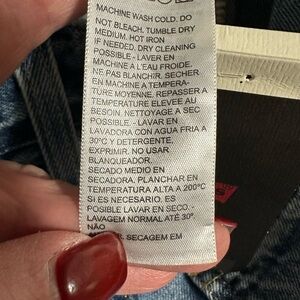 MACHINE WASH COLD. DO
NOT BLEACH. TUMBLE DRY
MEDIUM. HOT IRON
IF NEEDED. DRY CLEANING
POSSIBLE - LAVER EN
MACHINE A L'EAU FROIDE.
NE PAS BLANCHIR. SECHER
EN MACHINE A TEMPERA-
TURE MOYENNE. REPASSER A
TEMPERATURE ELEVEE AU
BESOIN. NETTOYAGE A SEC
POSSIBLE - LAVAR EN
LAVADORA CON AGUA FRIA A
30°C Y DETERGENTE,
EXPRIMIR. NO USAR
BLANQUEADOR.
SECADO MEDIO EN
SECADORA. PLANCHAR EN
TEMPERATURA ALTA A 200°C
SI ES NECESARIO. ES
POSIBLE LAVAR EN SECO. -
LAVAGEM NORMAL ATÉ 30º.
NÃO
SECAGEM EM